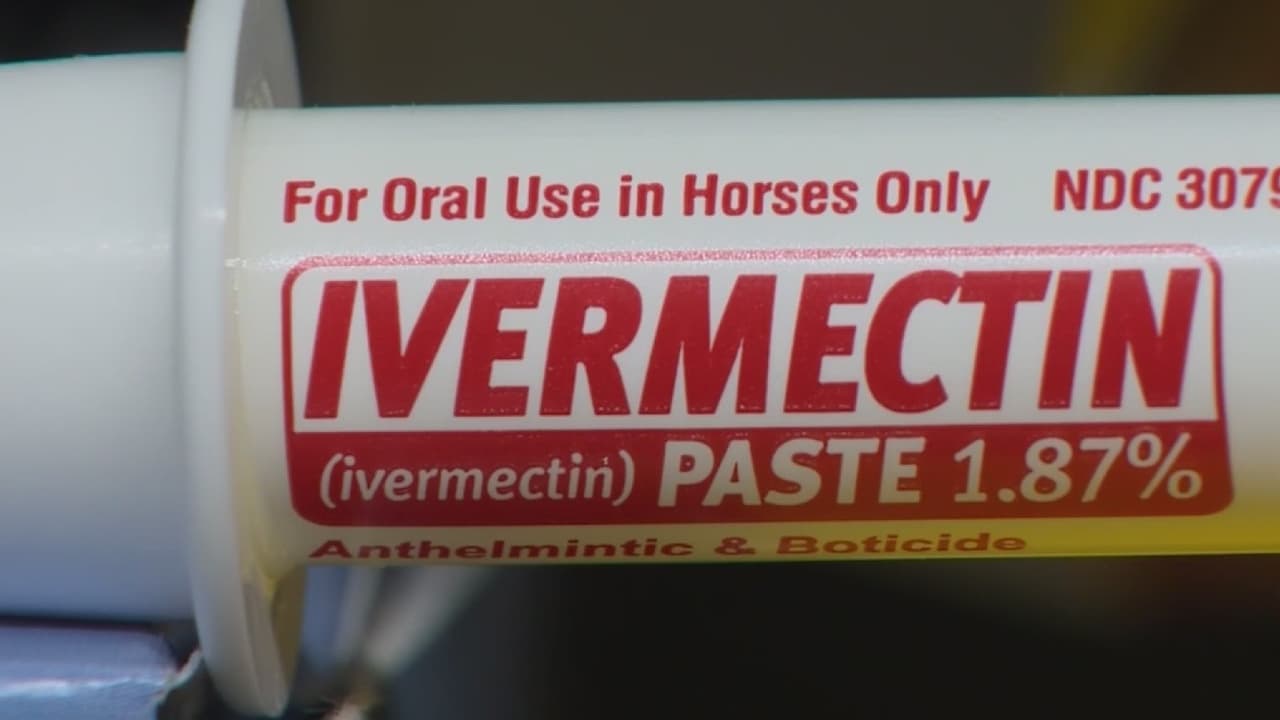 For Oral Use in Horses Only NDC 3079
IVERMECTIN
(ivermectin) PASTE 1.87%
Anthelmintic & Boticide